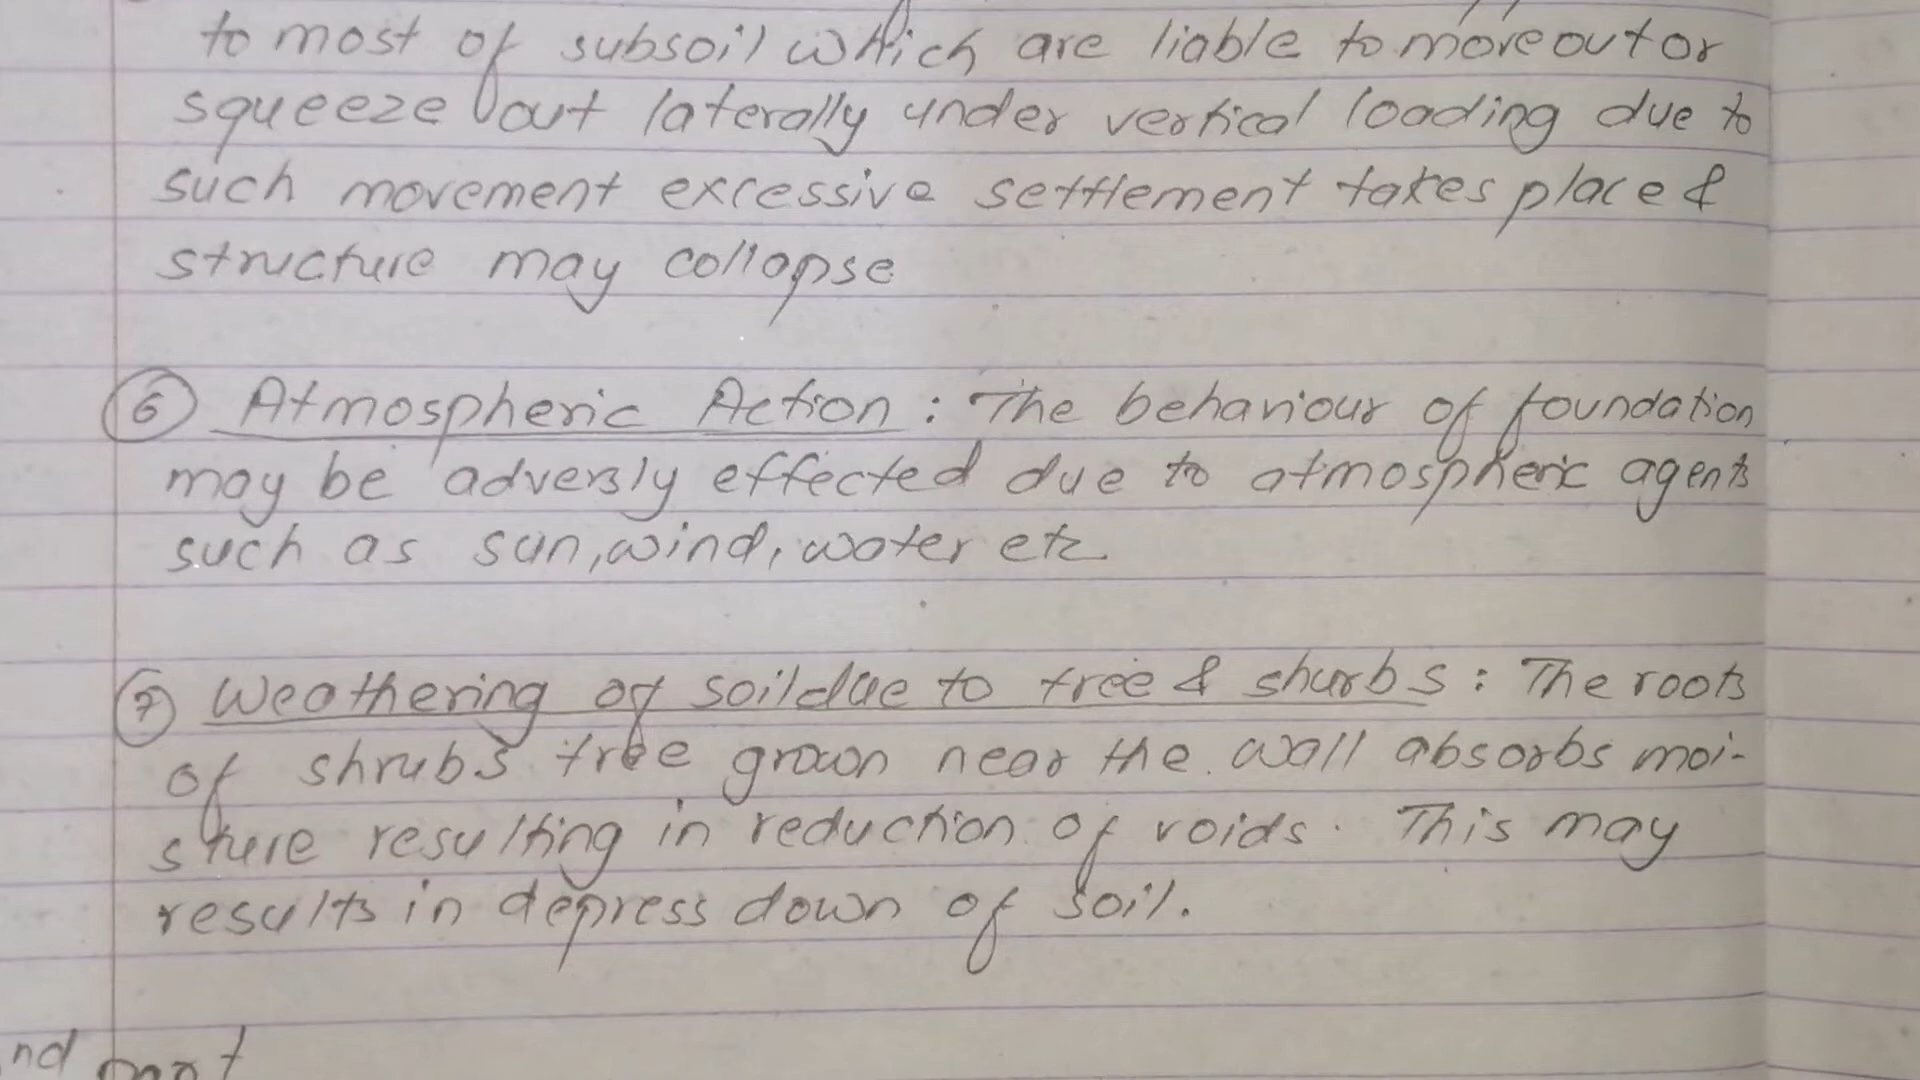 to most of subsoil which are liable to move out or
squeeze out laterally under vertical loading due to
such movement excessive settlement takes place &
structure may collapse
⑥ Atmospheric Action : The behaviour of foundation
may be adversly effected due to atmospheric agents
such as sun, wind, water etc
⑦ Weathering of soil due to tree & shurbs : The roots
of shrubs tree grown near the wall absorbs moi-
sture resulting in reduction of voids. This may
results in depress down of soil.
nd part